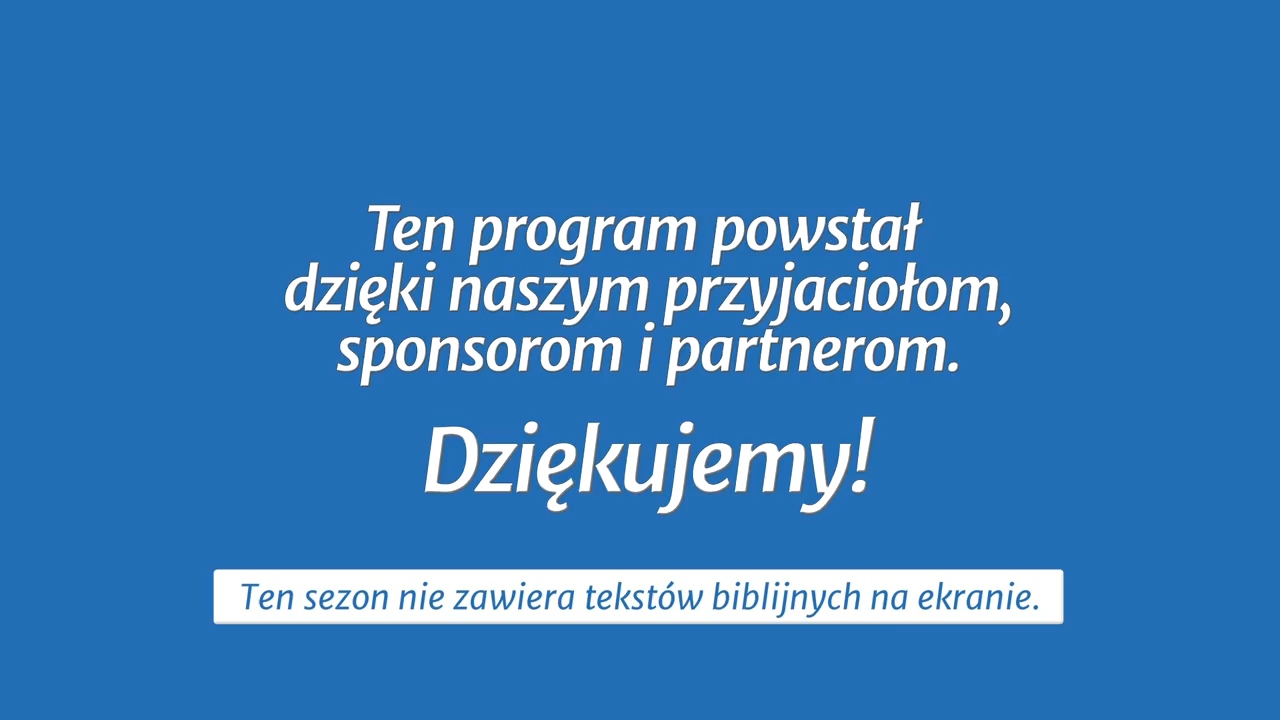 Ten program powstał
dzięki naszym przyjaciołom,
sponsorom i partnerom.
Dziękujemy!
Ten sezon nie zawiera tekstów biblijnych na ekranie.